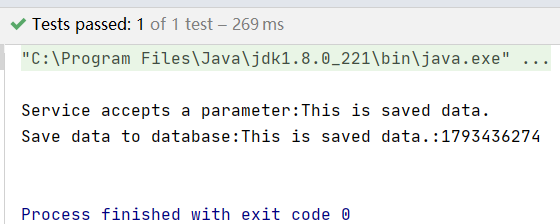 Tests passed: 1 of 1 test – 269 ms
"C:\Program Files\Java\jdk1.8.0_221\bin\java.exe" ...
Service accepts a parameter:This is saved data.
Save data to database:This is saved data.:1793436274
Process finished with exit code 0